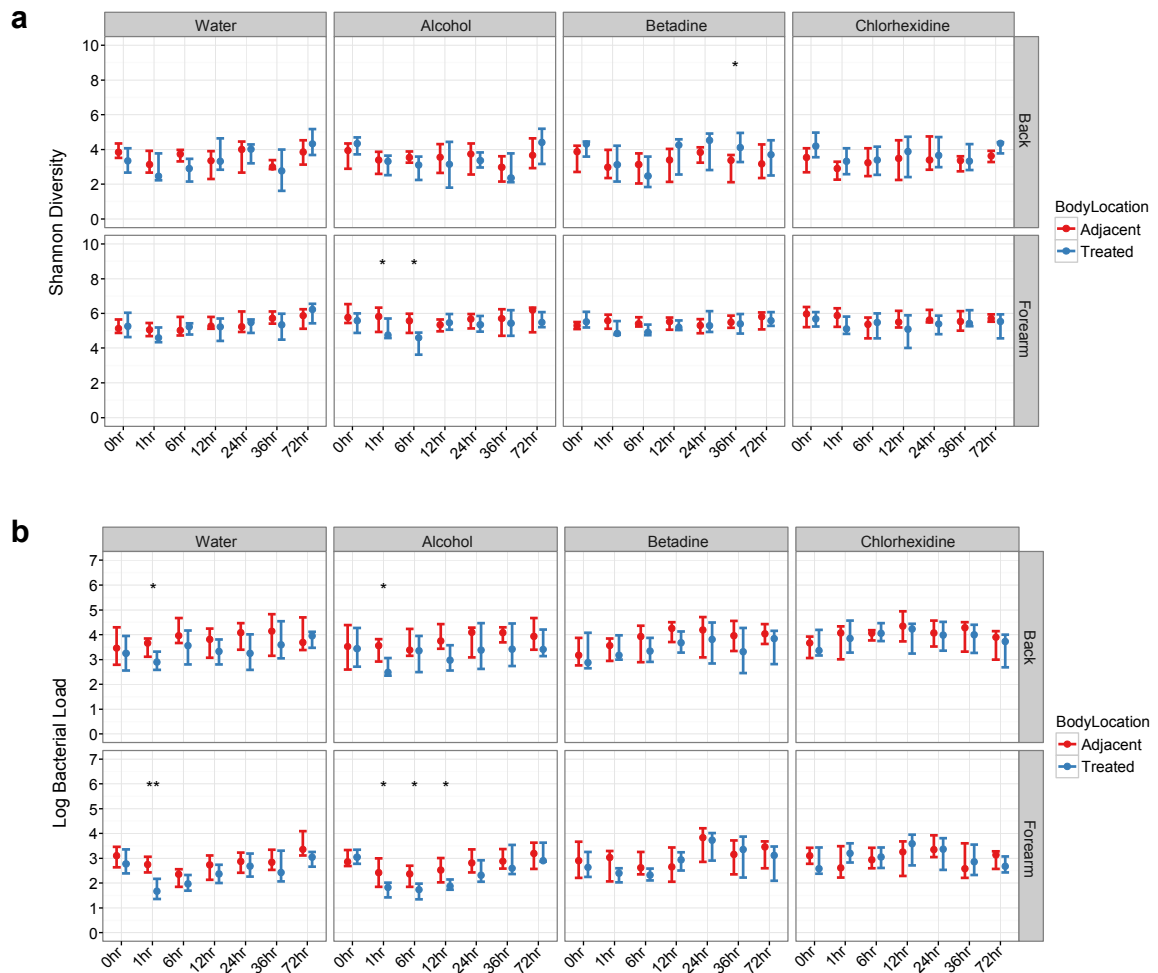 a
Water Alcohol Betadine Chlorhexidine
Shannon Diversity
10
8
6
4
2
0
*
Back
10
8
6
4
2
0
* *
Forearm
0hr 1hr 6hr 12hr 24hr 36hr 72hr 0hr 1hr 6hr 12hr 24hr 36hr 72hr 0hr 1hr 6hr 12hr 24hr 36hr 72hr 0hr 1hr 6hr 12hr 24hr 36hr 72hr
BodyLocation
Adjacent
Treated
b
Water Alcohol Betadine Chlorhexidine
Log Bacterial Load
7
6
5
4
3
2
1
0
* *
Back
7
6
5
4
3
2
1
0
** * * *
Forearm
0hr 1hr 6hr 12hr 24hr 36hr 72hr 0hr 1hr 6hr 12hr 24hr 36hr 72hr 0hr 1hr 6hr 12hr 24hr 36hr 72hr 0hr 1hr 6hr 12hr 24hr 36hr 72hr
BodyLocation
Adjacent
Treated